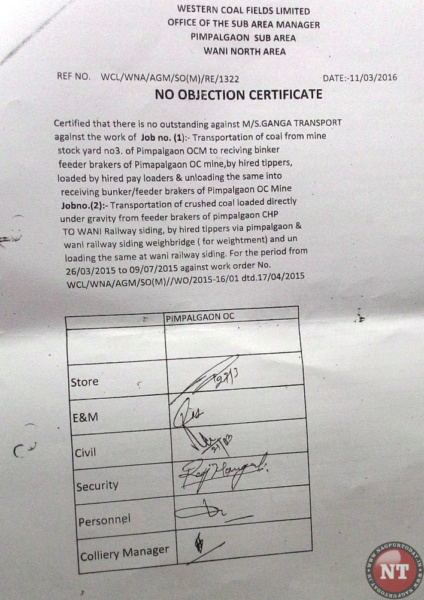 WESTERN COAL FIELDS LIMITED
OFFICE OF THE SUB AREA MANAGER
PIMPALGAON SUB AREA
WANI NORTH AREA
REF NO. WCL/WNA/AGM/SO(M)/RE/1322 DATE:-11/03/2016
NO OBJECTION CERTIFICATE
Certified that there is no outstanding against M/S.GANGA TRANSPORT
against the work of Job no. (1):- Transportation of coal from mine
stock yard no3. of Pimpalgaon OCM to reciving binker
feeder brakers of Pimapalgaon OC mine,by hired tippers,
loaded by hired pay loaders & unloading the same into
receiving bunker/feeder brakers of Pimpalgaon OC Mine
Jobno.(2):- Transportation of crushed coal loaded directly
under gravity from feeder brakers of pimpalgaon CHP
TO WANI Railway siding, by hired tippers via pimpalgaon &
wani railway siding weighbridge ( for weightment) and un
loading the same at wani railway siding. For the period from
26/03/2015 to 09/07/2015 against work order No.
WCL/WNA/AGM/SO(M)//WO/2015-16/01 dtd.17/04/2015
PIMPALGAON OC
Store
E&M
Civil
Security
Personnel
Colliery Manager
NT